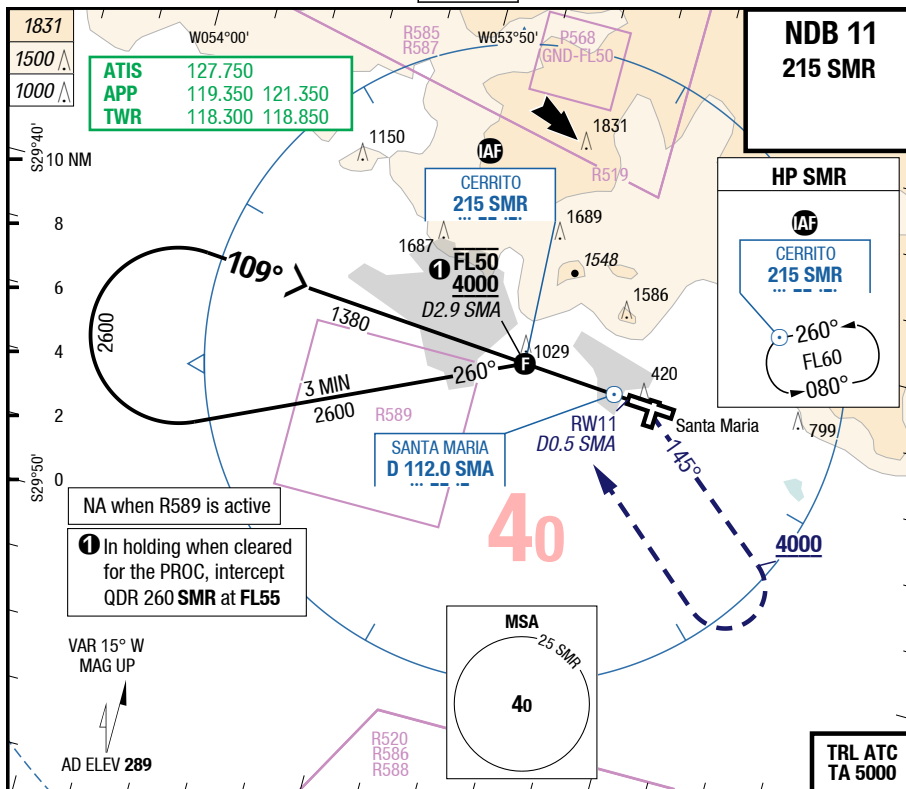 1831
1500
1000
W054°00'
W053°50'
ATIS 127.750
APP 119.350 121.350
TWR 118.300 118.850
R585
R587
P568
GND-FL50
NDB 11
215 SMR
S29°40'
10 NM
8
6
4
2
0
S29°50'
1150
IAF
CERRITO
215 SMR
1831
R519
HP SMR
IAF
CERRITO
215 SMR
260°
FL60
080°
1687
1689
1548
1586
❶ FL50
4000
D2.9 SMA
109°
1380
2600
3 MIN
2600
260°
F
1029
R589
420
RW11
D0.5 SMA
Santa Maria
799
SANTA MARIA
D 112.0 SMA
145°
4000
40
NA when R589 is active
❶ In holding when cleared
for the PROC, intercept
QDR 260 SMR at FL55
MSA
25 SMR
40
VAR 15° W
MAG UP
AD ELEV 289
R520
R586
R588
TRL ATC
TA 5000